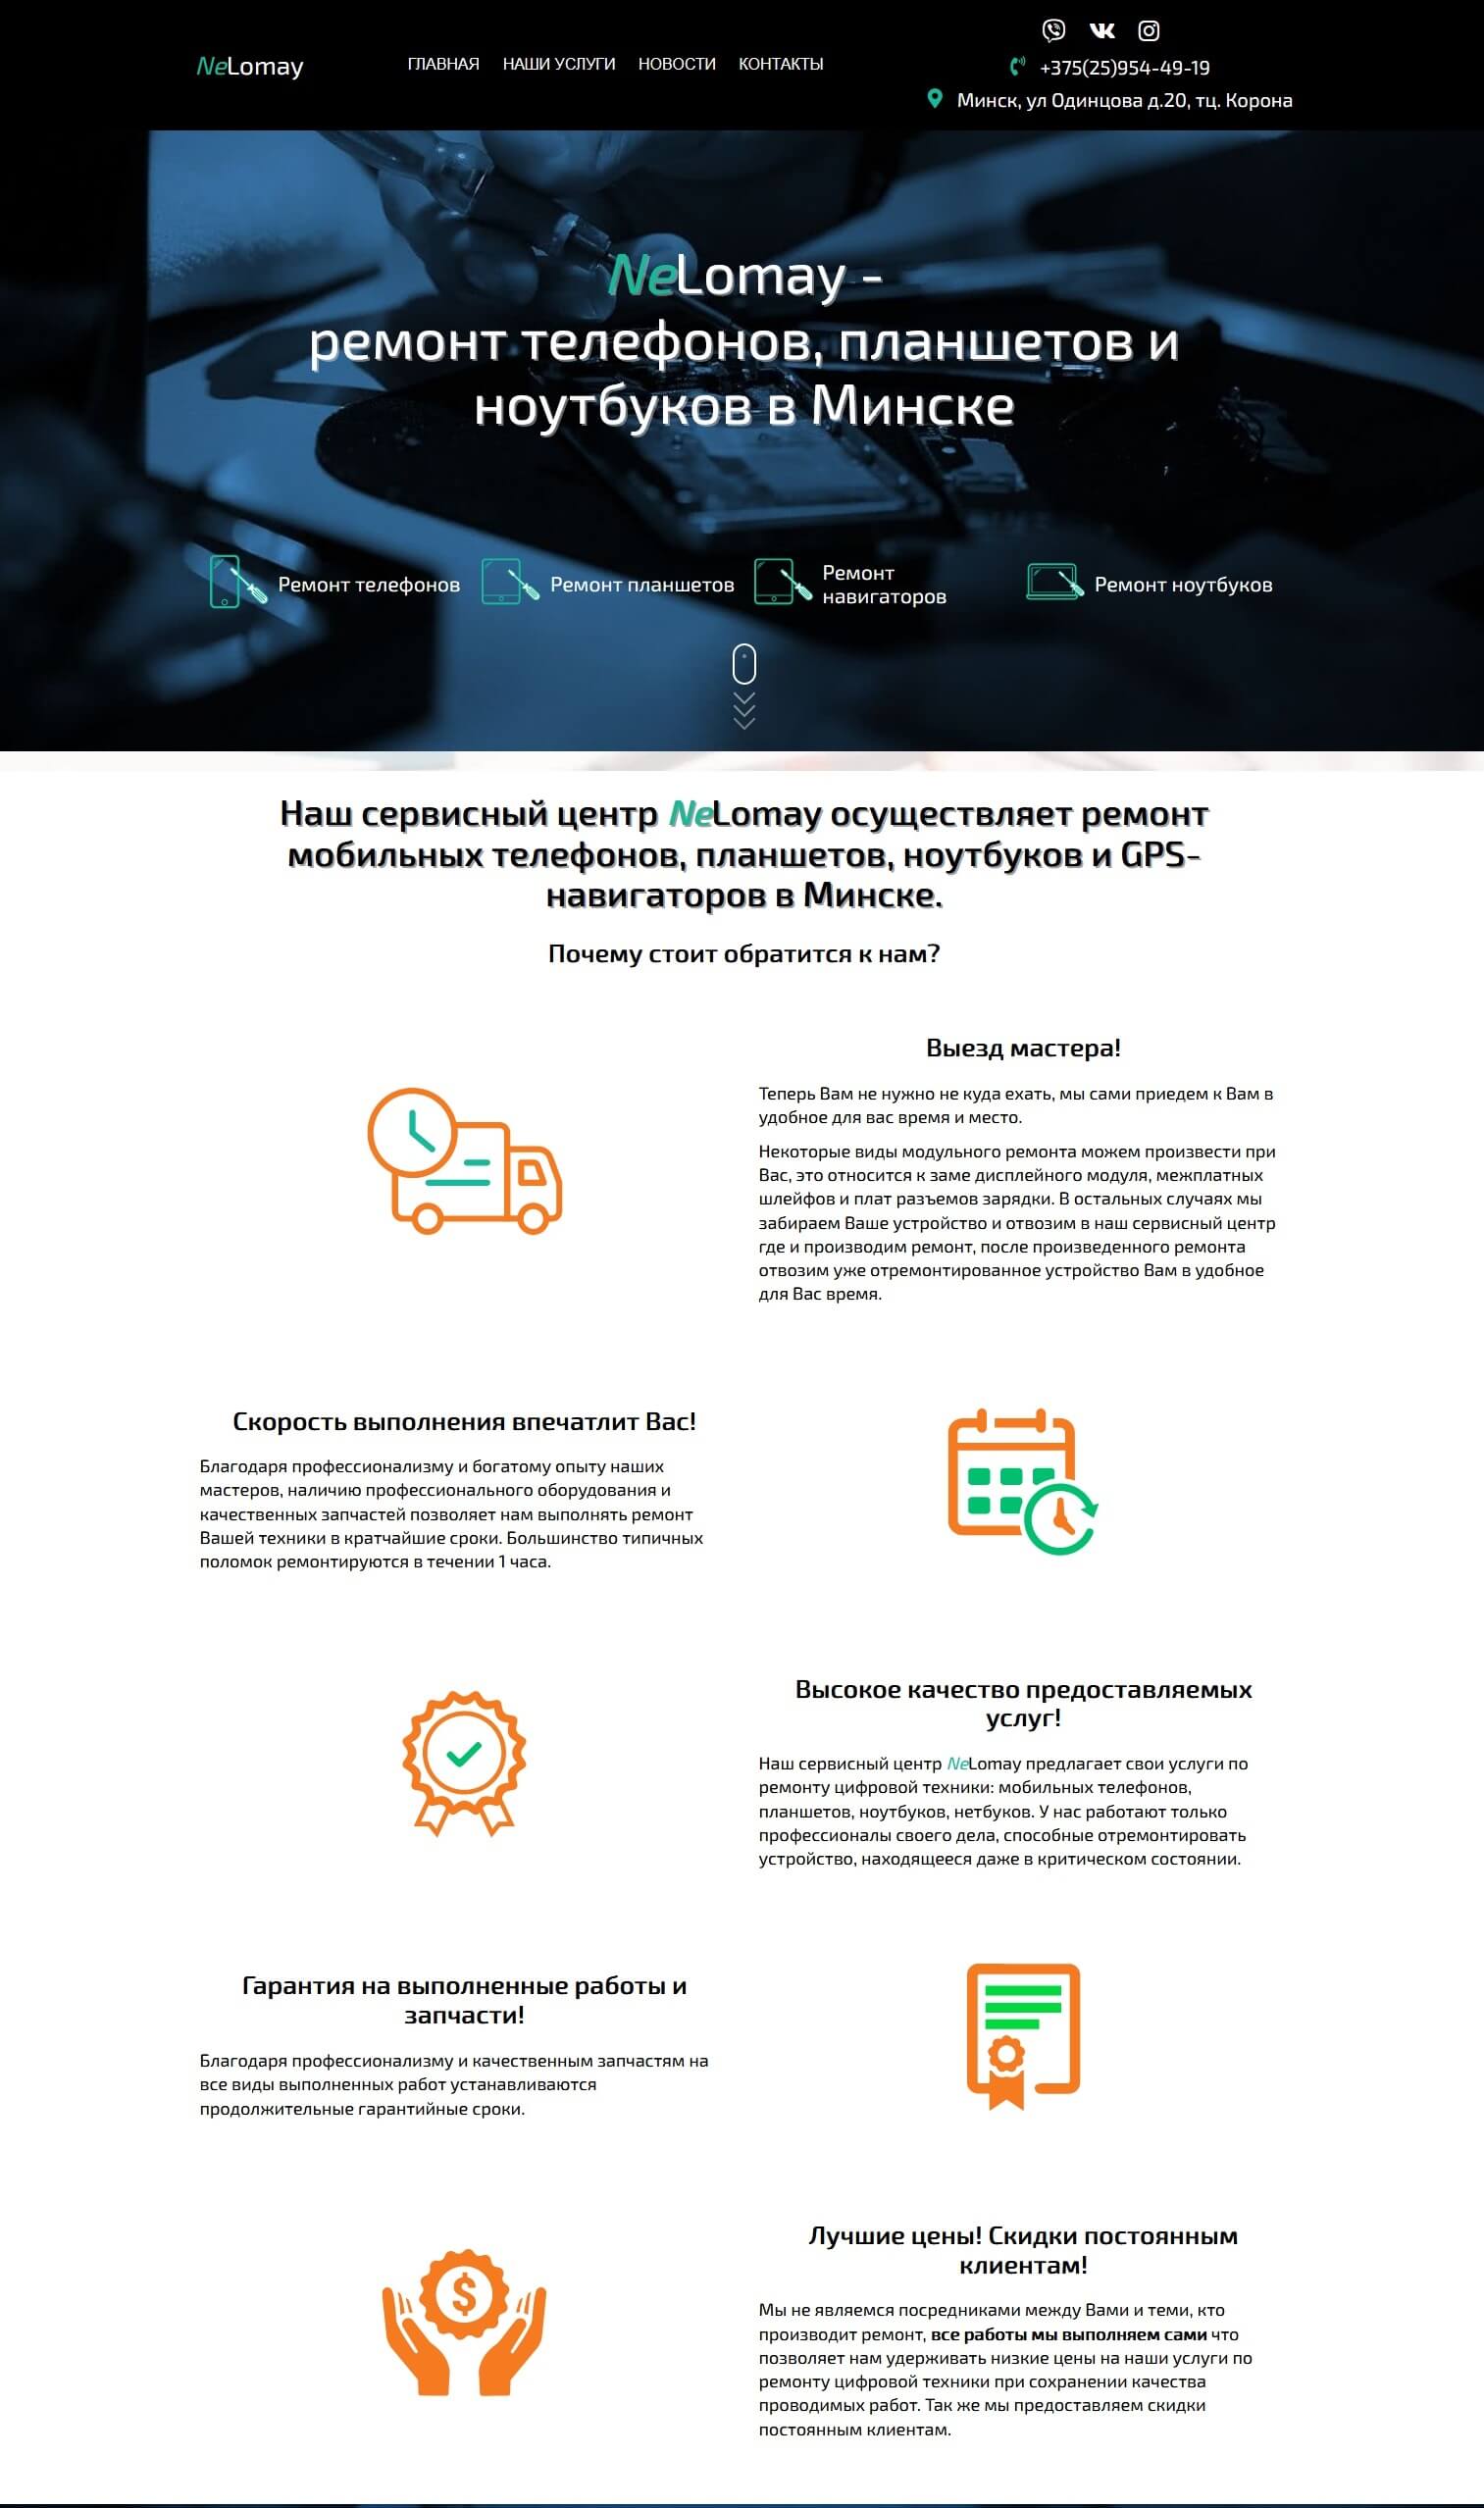 NeLomay
ГЛАВНАЯ НАШИ УСЛУГИ НОВОСТИ КОНТАКТЫ
+375(25)954-49-19
Минск, ул Одинцова д.20, тц. Корона
NeLomay -
ремонт телефонов, планшетов и
ноутбуков в Минске
Ремонт телефонов
Ремонт планшетов
Ремонт
навигаторов
Ремонт ноутбуков
Наш сервисный центр NeLomay осуществляет ремонт
мобильных телефонов, планшетов, ноутбуков и GPS-
навигаторов в Минске.
Почему стоит обратится к нам?
Выезд мастера!
Теперь Вам не нужно не куда ехать, мы сами приедем к Вам в
удобное для вас время и место.
Некоторые виды модульного ремонта можем произвести при
Вас, это относится к заме дисплейного модуля, межплатных
шлейфов и плат разъемов зарядки. В остальных случаях мы
забираем Ваше устройство и отвозим в наш сервисный центр
где и производим ремонт, после произведенного ремонта
отвозим уже отремонтированное устройство Вам в удобное
для Вас время.
Скорость выполнения впечатлит Вас!
Благодаря профессионализму и богатому опыту наших
мастеров, наличию профессионального оборудования и
качественных запчастей позволяет нам выполнять ремонт
Вашей техники в кратчайшие сроки. Большинство типичных
поломок ремонтируются в течении 1 часа.
Высокое качество предоставляемых
услуг!
Наш сервисный центр NeLomay предлагает свои услуги по
ремонту цифровой техники: мобильных телефонов,
планшетов, ноутбуков, нетбуков. У нас работают только
профессионалы своего дела, способные отремонтировать
устройство, находящееся даже в критическом состоянии.
Гарантия на выполненные работы и
запчасти!
Благодаря профессионализму и качественным запчастям на
все виды выполненных работ устанавливаются
продолжительные гарантийные сроки.
Лучшие цены! Скидки постоянным
клиентам!
$
Мы не являемся посредниками между Вами и теми, кто
производит ремонт, все работы мы выполняем сами что
позволяет нам удерживать низкие цены на наши услуги по
ремонту цифровой техники при сохранении качества
проводимых работ. Так же мы предоставляем скидки
постоянным клиентам.